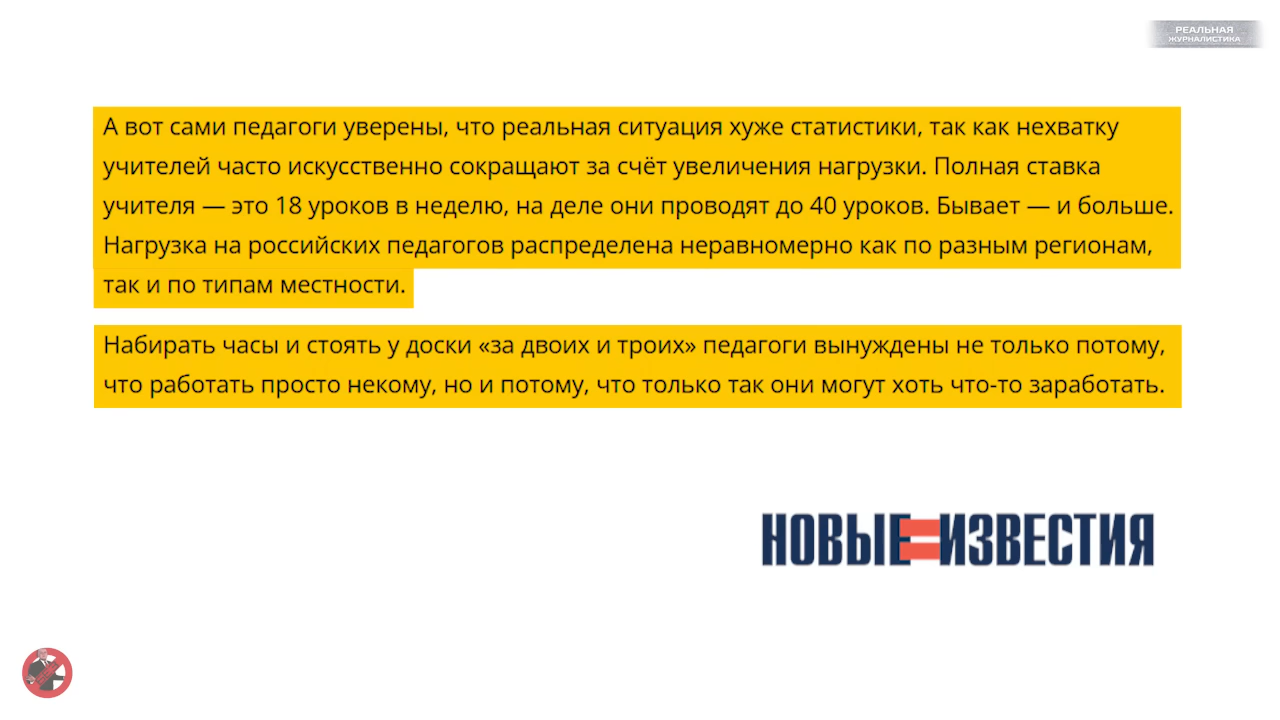 РЕАЛЬНАЯ
ЖУРНАЛИСТИКА
А вот сами педагоги уверены, что реальная ситуация хуже статистики, так как нехватку
учителей часто искусственно сокращают за счёт увеличения нагрузки. Полная ставка
учителя — это 18 уроков в неделю, на деле они проводят до 40 уроков. Бывает — и больше.
Нагрузка на российских педагогов распределена неравномерно как по разным регионам,
так и по типам местности.
Набирать часы и стоять у доски «за двоих и троих» педагоги вынуждены не только потому,
что работать просто некому, но и потому, что только так они могут хоть что-то заработать.
НОВЫЕ ИЗВЕСТИЯ